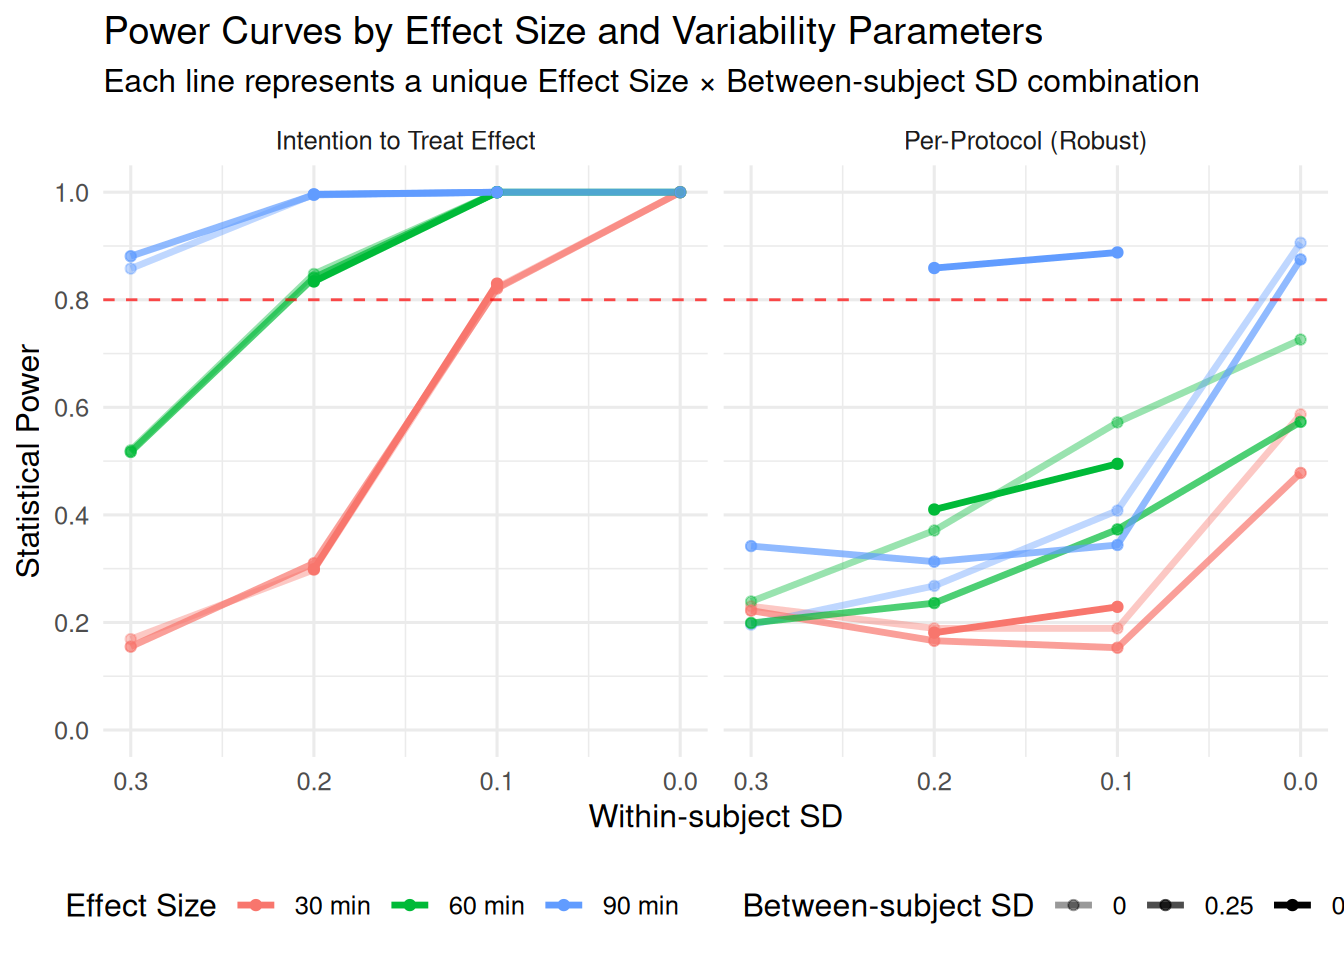 Power Curves by Effect Size and Variability Parameters
Each line represents a unique Effect Size × Between-subject SD combination
Intention to Treat Effect
Per-Protocol (Robust)
1.0
0.8
0.6
0.4
0.2
0.0
Statistical Power
0.3 0.2 0.1 0.0
0.3 0.2 0.1 0.0
Within-subject SD
Effect Size 30 min 60 min 90 min
Between-subject SD 0 0.25